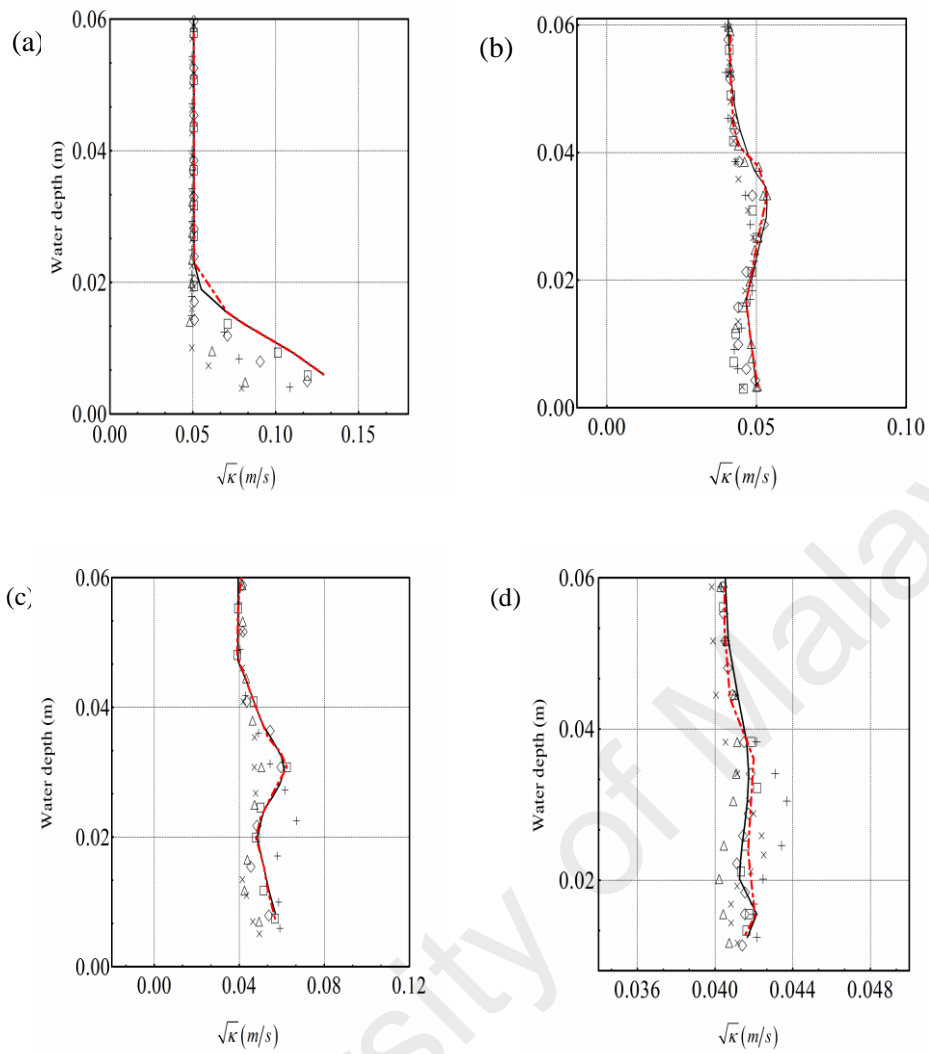 (a)
0.06
0.04
0.02
0.00
Water depth (m)
0.00 0.05 0.10 0.15
√κ (m/s)
(b)
0.06
0.04
0.02
0.00
0.00 0.05 0.10
√κ (m/s)
(c)
0.06
0.04
0.02
0.00
Water depth (m)
0.00 0.04 0.08 0.12
√κ (m/s)
(d)
0.06
0.04
0.02
Water depth (m)
0.036 0.040 0.044 0.048
√κ (m/s)
ersity of Malay